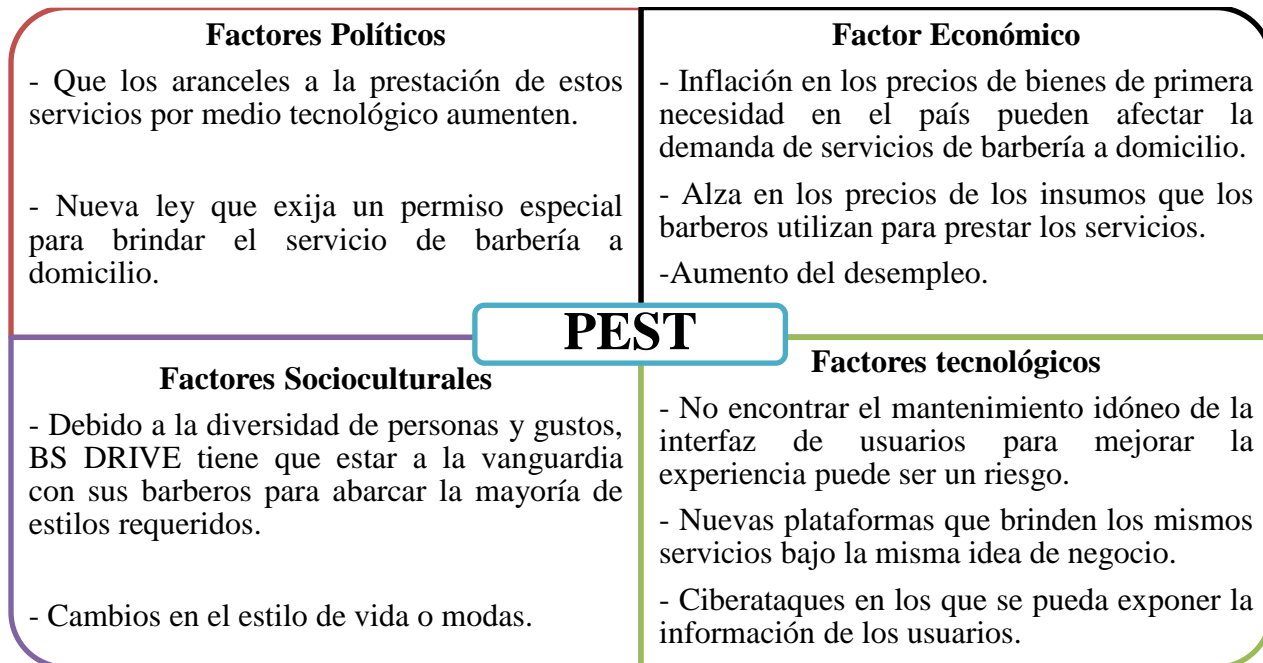 Factores Políticos
- Que los aranceles a la prestación de estos
servicios por medio tecnológico aumenten.
- Nueva ley que exija un permiso especial
para brindar el servicio de barbería a
domicilio.
Factor Económico
- Inflación en los precios de bienes de primera
necesidad en el país pueden afectar la
demanda de servicios de barbería a domicilio.
- Alza en los precios de los insumos que los
barberos utilizan para prestar los servicios.
-Aumento del desempleo.
PEST
Factores Socioculturales
- Debido a la diversidad de personas y gustos,
BS DRIVE tiene que estar a la vanguardia
con sus barberos para abarcar la mayoría de
estilos requeridos.
- Cambios en el estilo de vida o modas.
Factores tecnológicos
- No encontrar el mantenimiento idóneo de la
interfaz de usuarios para mejorar la
experiencia puede ser un riesgo.
- Nuevas plataformas que brinden los mismos
servicios bajo la misma idea de negocio.
- Ciberataques en los que se pueda exponer la
información de los usuarios.